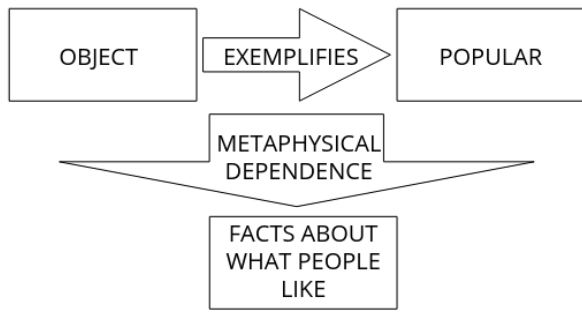 OBJECT
EXEMPLIFIES
POPULAR
METAPHYSICAL
DEPENDENCE
FACTS ABOUT
WHAT PEOPLE
LIKE